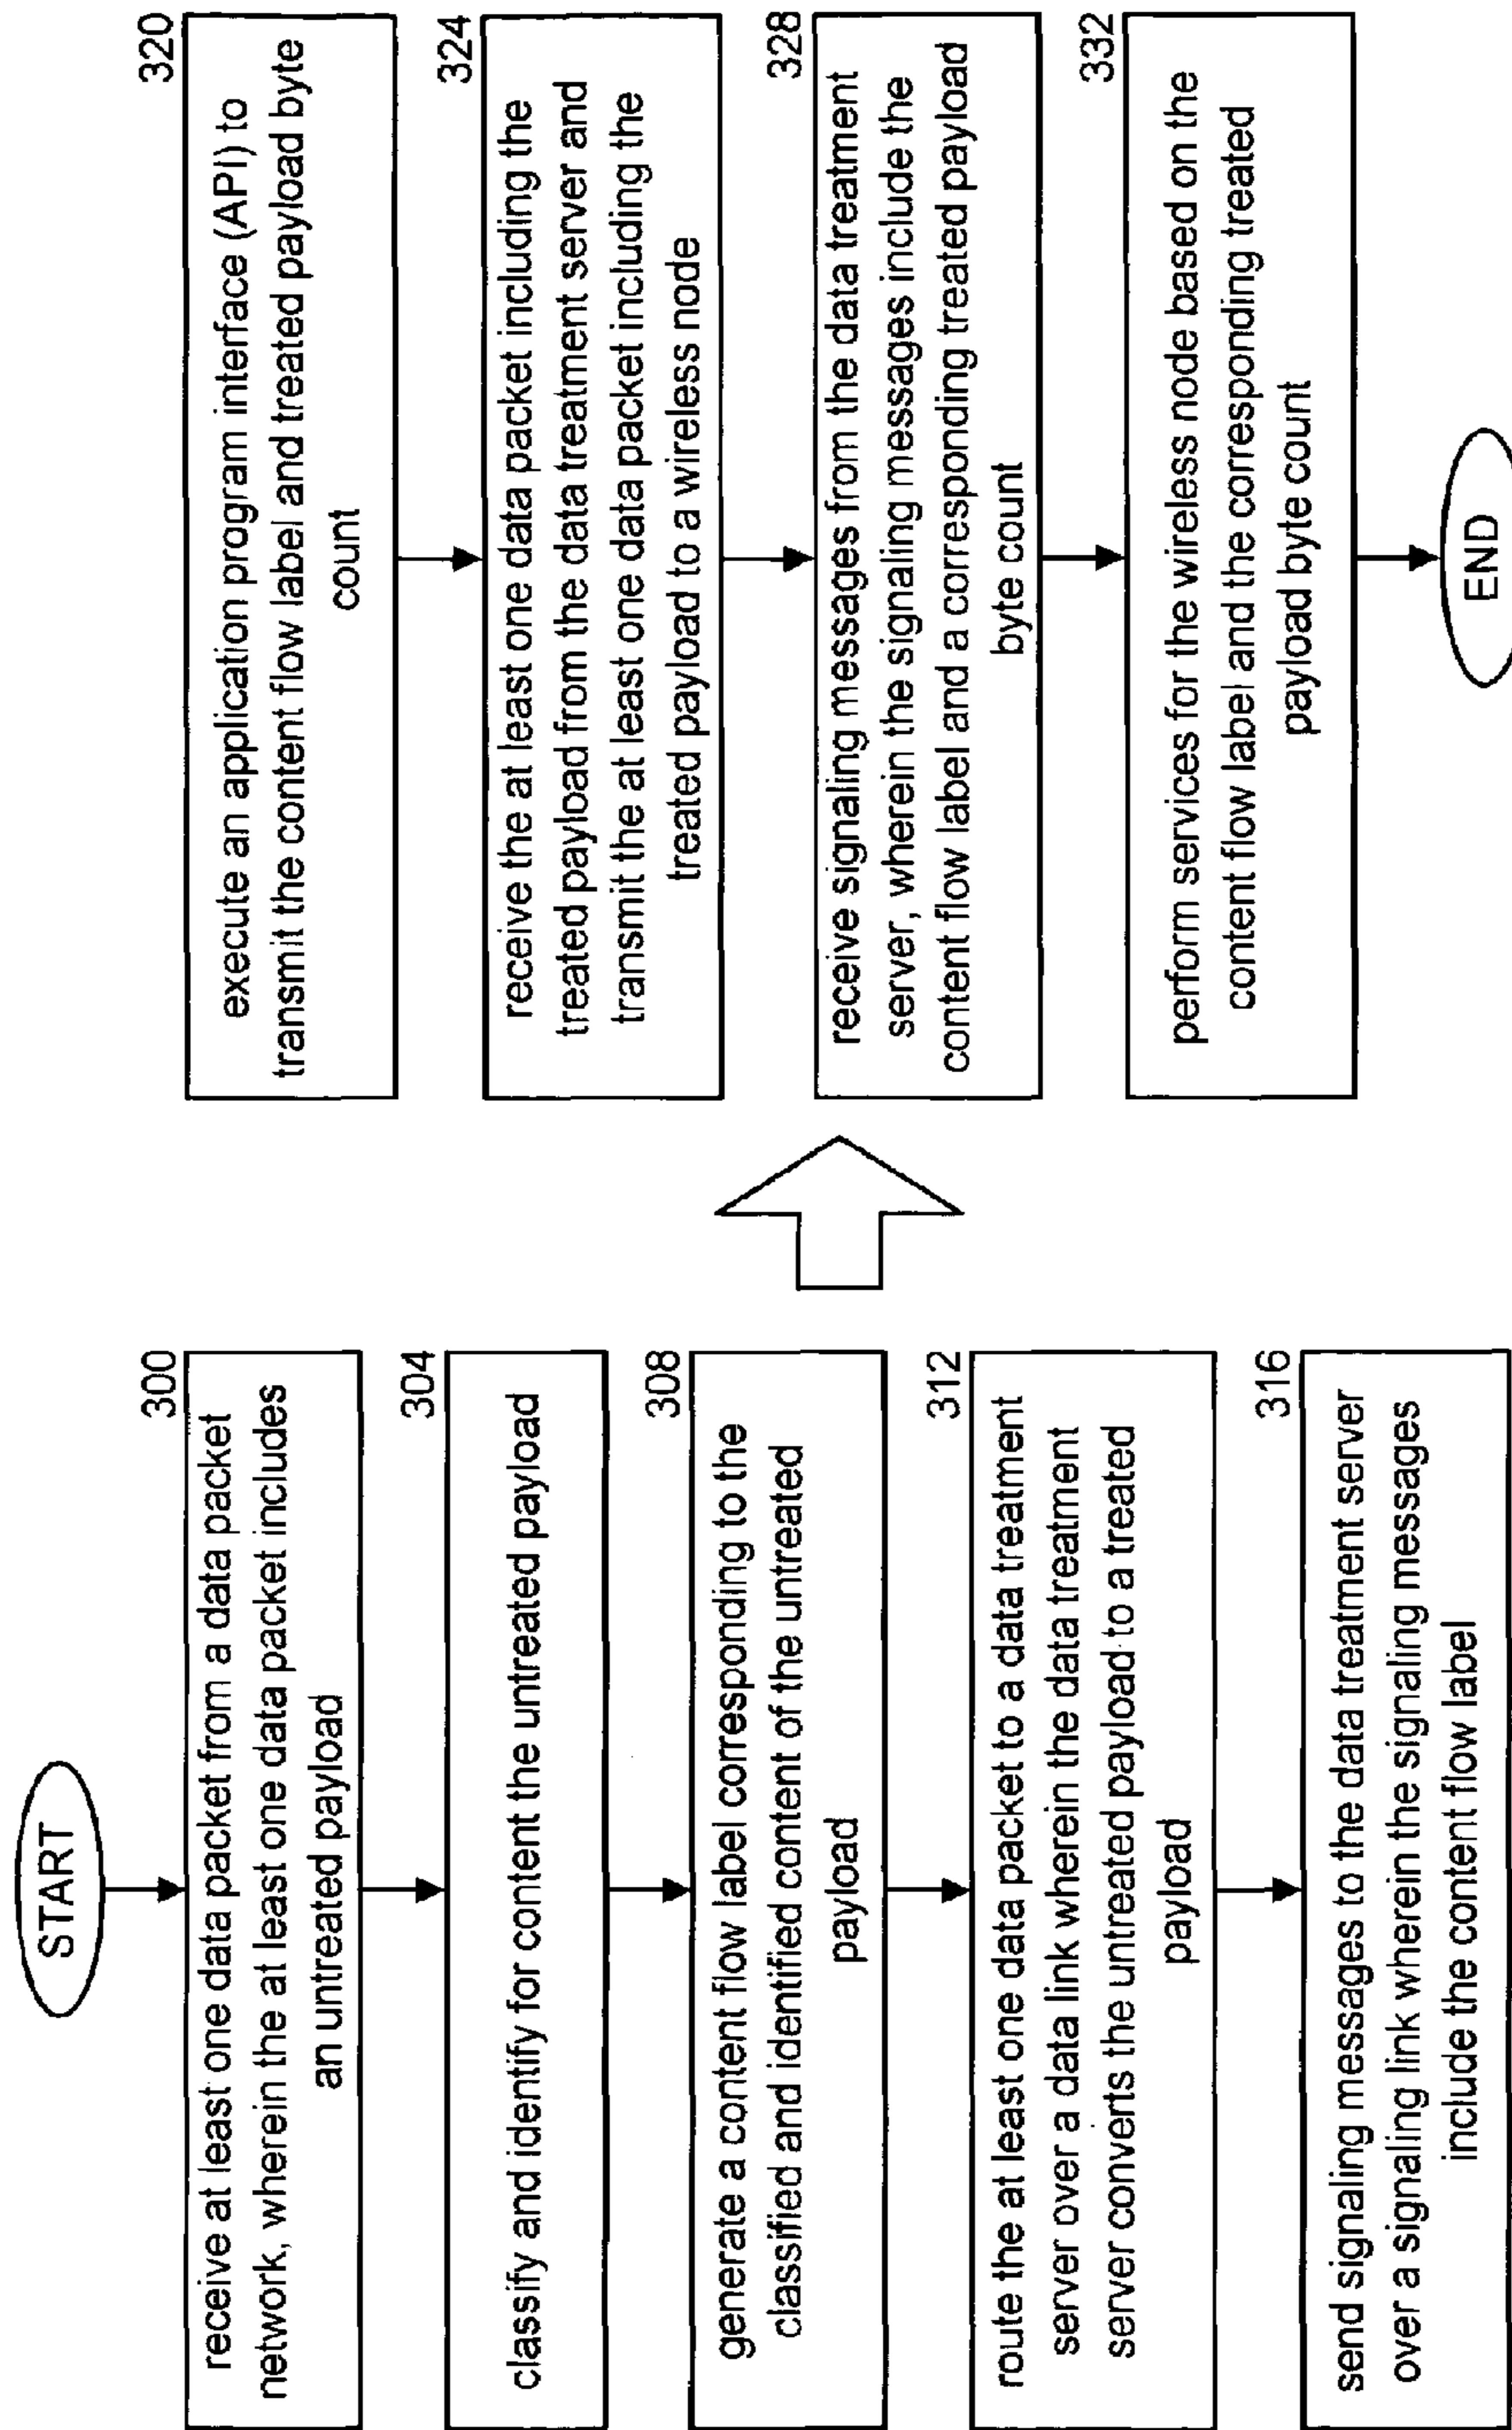 START
300
receive at least one data packet from a data packet
network, wherein the at least one data packet includes
an untreated payload
304
classify and identify for content the untreated payload
308
generate a content flow label corresponding to the
classified and identified content of the untreated
payload
312
route the at least one data packet to a data treatment
server over a data link wherein the data treatment
server converts the untreated payload to a treated
payload
316
send signaling messages to the data treatment server
over a signaling link wherein the signaling messages
include the content flow label
320
execute an application program interface (API) to
transmit the content flow label and treated payload byte
count
324
receive the at least one data packet including the
treated payload from the data treatment server and
transmit the at least one data packet including the
treated payload to a wireless node
328
receive signaling messages from the data treatment
server, wherein the signaling messages include the
content flow label and a corresponding treated payload
byte count
332
perform services for the wireless node based on the
content flow label and the corresponding treated
payload byte count
END